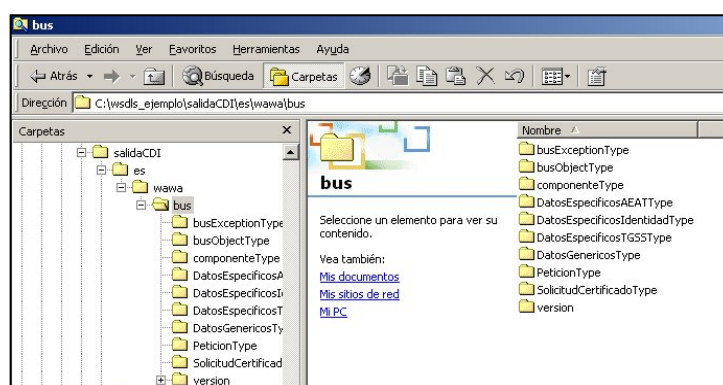 bus
Archivo Edición Ver Favoritos Herramientas Ayuda
Atrás Búsqueda Carpetas
Dirección C:\wsdls_ejemplo\salidaCDI\es\wawa\bus
Carpetas
salidaCDI
es
wawa
bus
busExceptionType
busObjectType
componenteType
DatosEspecificosA
DatosEspecificosI
DatosEspecificosT
DatosGenericosTy
PeticionType
SolicitudCertificad
version
bus
Seleccione un elemento para ver su
contenido.
Vea también:
Mis documentos
Mis sitios de red
Mi PC
Nombre
busExceptionType
busObjectType
componenteType
DatosEspecificosAEATType
DatosEspecificosIdentidadType
DatosEspecificosTGSSType
DatosGenericosType
PeticionType
SolicitudCertificadoType
version